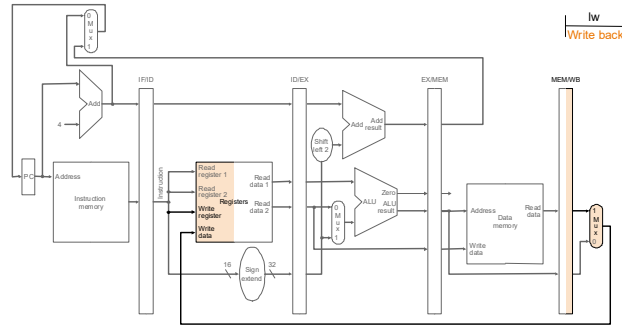 lw
Write back
0
M
u
x
1
IF/ID
ID/EX
EX/MEM
MEM/WB
Add
4
Shift
left 2
Add
Add
result
PC
Address
Instruction
memory
Instruction
Read
register 1
Read
register 2
Registers
Write
register
Write
data
Read
data 1
Read
data 2
0
M
u
x
1
Zero
ALU
ALU
result
Address
Read
data
Data
memory
Write
data
1
M
u
x
0
16
Sign
extend
32